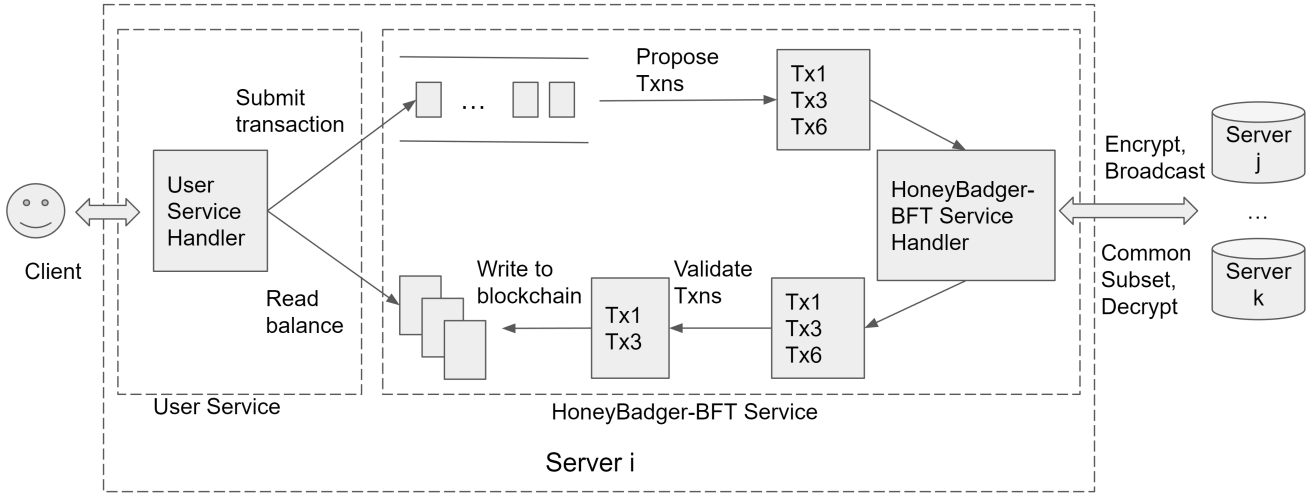 Propose
Txns
Submit
transaction
...
Tx1
Tx3
Tx6
User
Service
Handler
HoneyBadger-
BFT Service
Handler
Encrypt,
Broadcast
Server
j
...
Client
Read
balance
Write to
blockchain
Tx1
Tx3
Validate
Txns
Tx1
Tx3
Tx6
Common
Subset,
Decrypt
Server
k
User Service
HoneyBadger-BFT Service
Server i